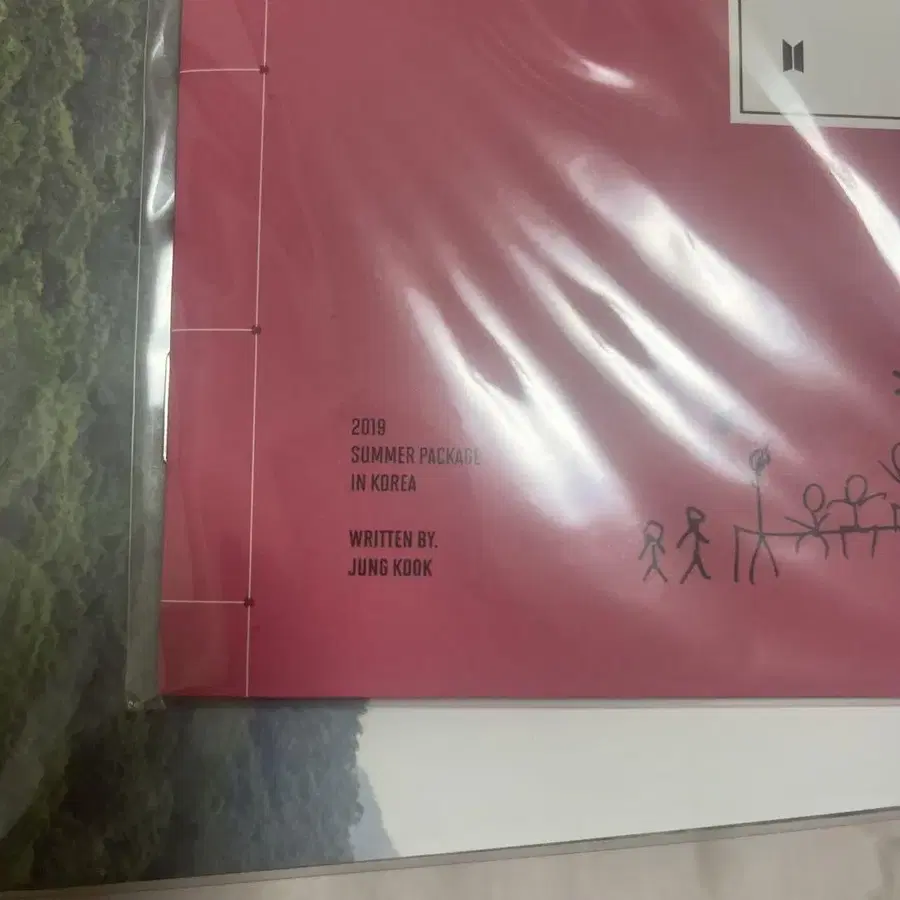 2019
SUMMER PACKAGE
IN KOREA
WRITTEN BY.
JUNG KOOK